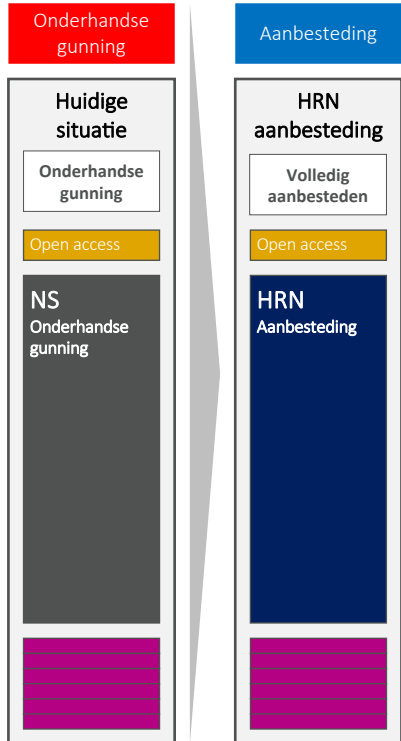 Onderhandse
gunning
Huidige
situatie
Onderhandse
gunning
Open access
NS
Onderhandse
gunning
Aanbesteding
HRN
aanbesteding
Volledig
aanbesteden
Open access
HRN
Aanbesteding